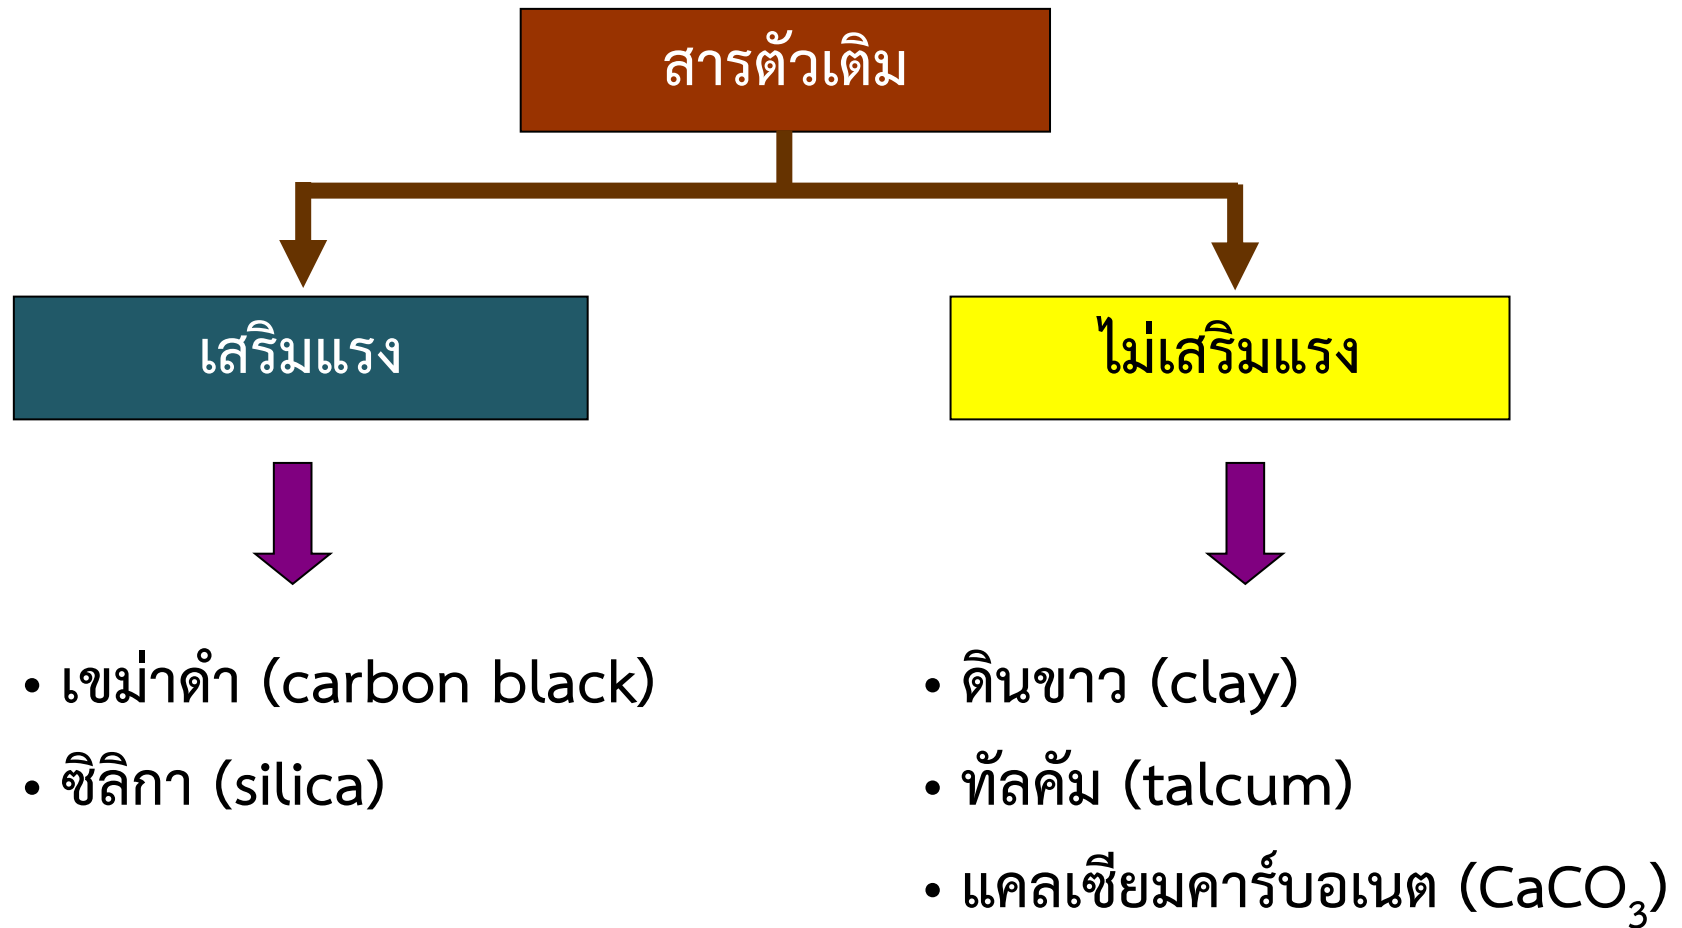 สารตัวเติม
เสริมแรง
ไม่เสริมแรง
• เขม่าดำ (carbon black)
• ซิลิกา (silica)
• ดินขาว (clay)
• ทัลคัม (talcum)
• แคลเซียมคาร์บอเนต (CaCO₃)